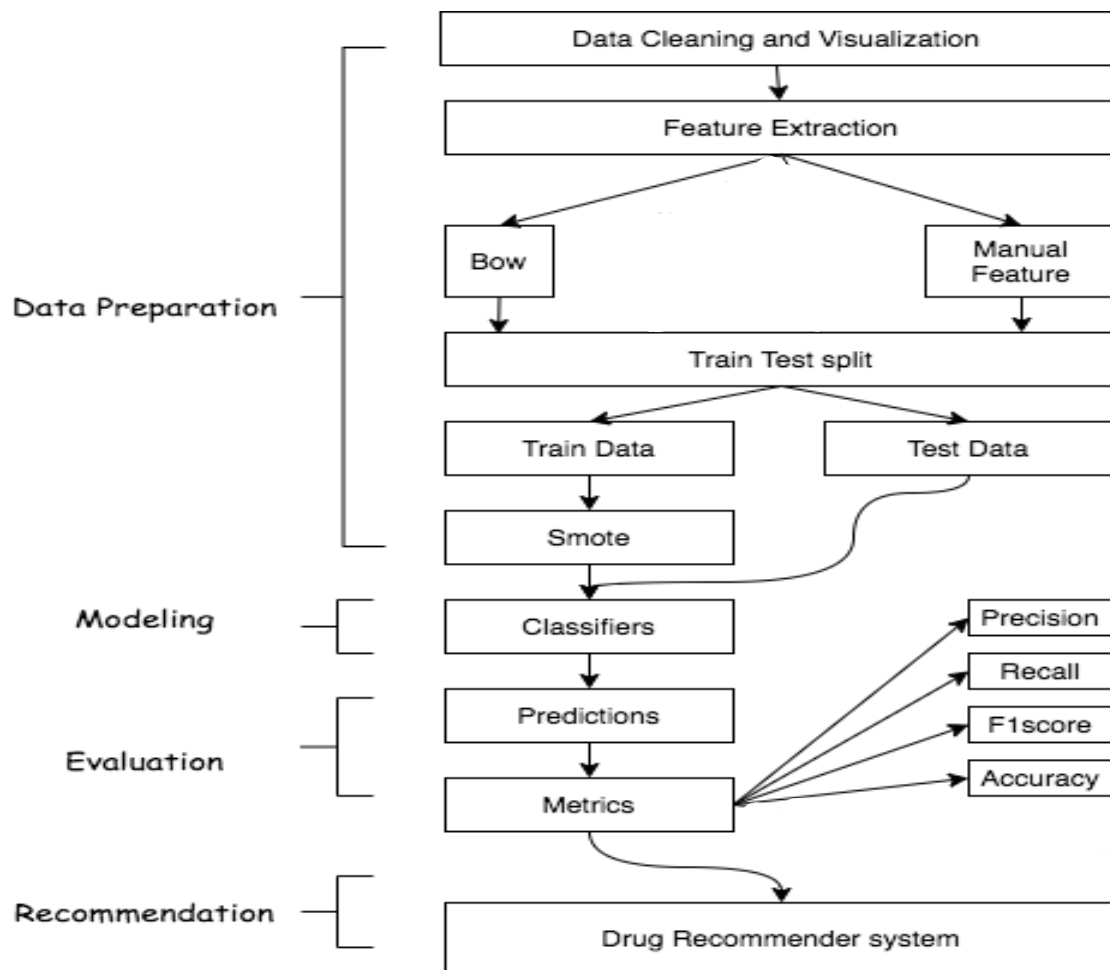 Data Cleaning and Visualization
Feature Extraction
Bow
Manual
Feature
Data Preparation
Train Test split
Train Data
Test Data
Smote
Modeling
Classifiers
Precision
Recall
Predictions
F1score
Evaluation
Accuracy
Metrics
Recommendation
Drug Recommender system